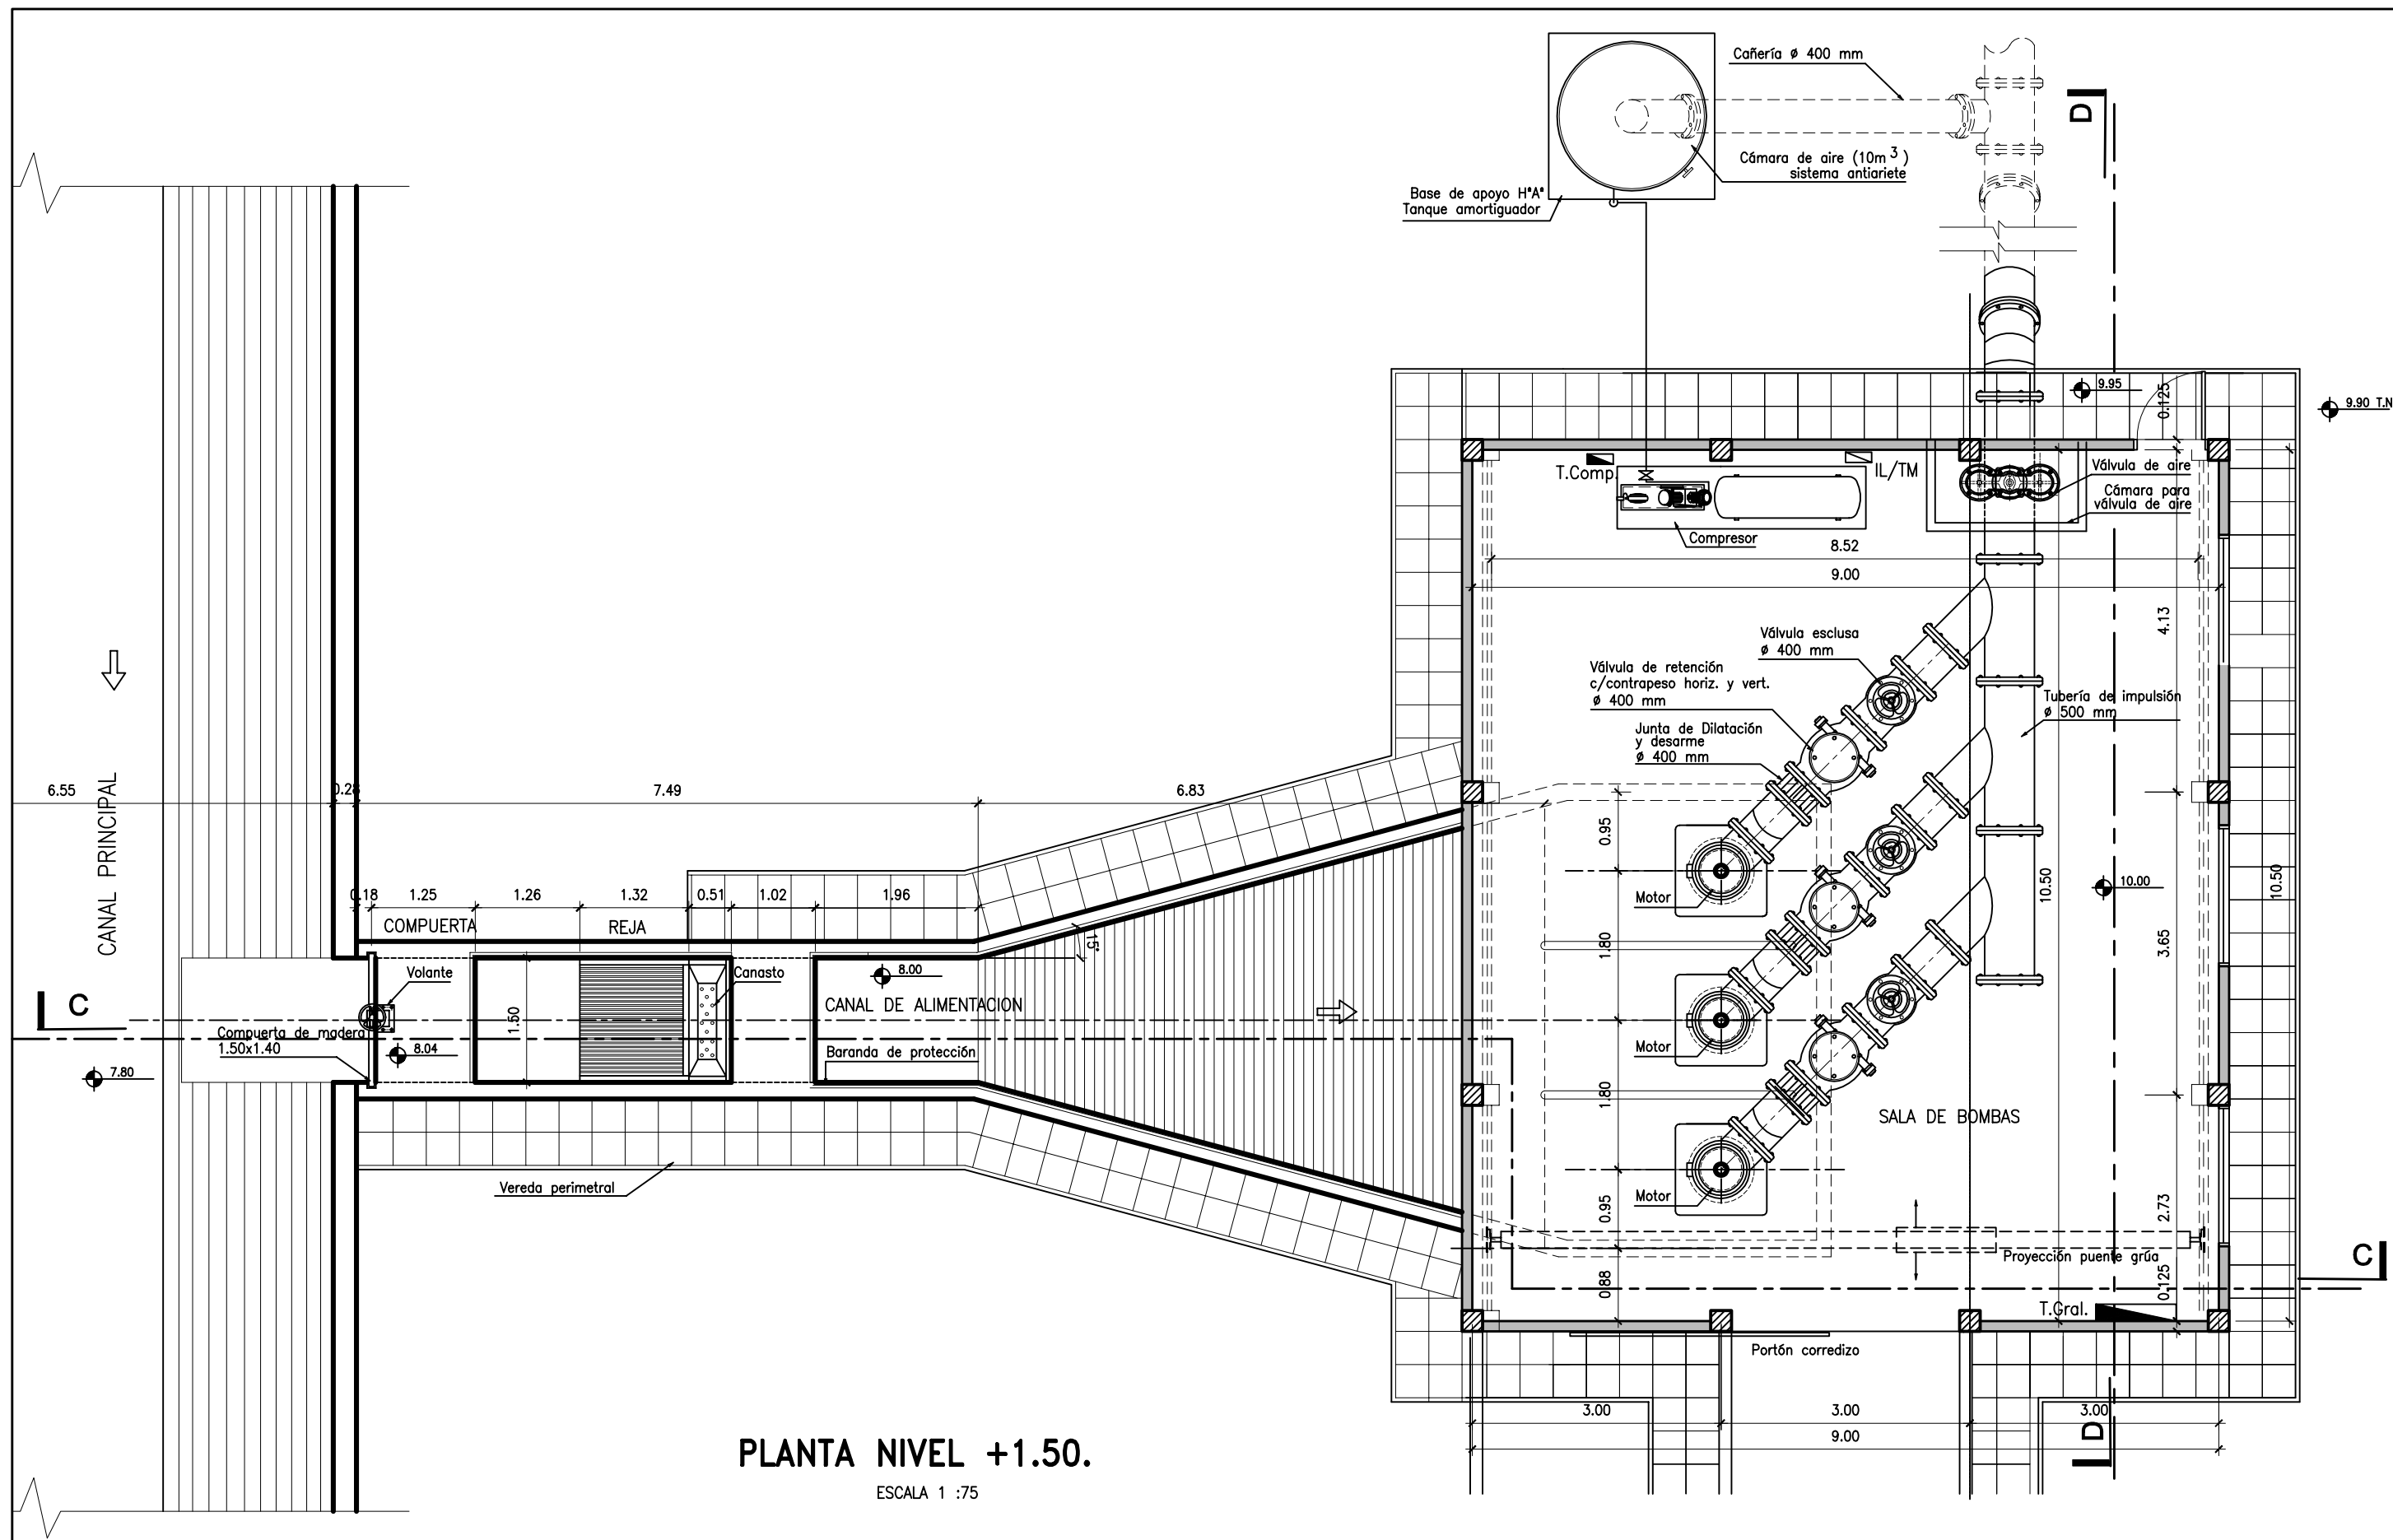 Cañería ø 400 mm
D
Cámara de aire (10m 3 )
sistema antiariete
Base de apoyo HºAº
Tanque amortiguador
9.95
0.125
9.90 T.N
T.Comp.
IL/TM
Válvula de aire
Cámara para
válvula de aire
Compresor
8.52
9.00
4.13
Válvula esclusa
ø 400 mm
Válvula de retención
c/contrapeso horiz. y vert.
ø 400 mm
Tubería de impulsión
ø 500 mm
Junta de Dilatación
y desarme
ø 400 mm
6.55
0.28
7.49
6.83
CANAL PRINCIPAL
0.95
0.18
1.25
1.26
1.32
0.51
1.02
1.96
10.50
10.00
10.50
Motor
COMPUERTA
REJA
15°
1.80
3.65
Volante
Canasto
8.00
C
1.50
CANAL DE ALIMENTACION
Compuerta de madera
1.50x1.40
8.04
Baranda de protección
Motor
7.80
1.80
SALA DE BOMBAS
Vereda perimetral
Motor
0.95
2.73
Proyección puente grúa
C
0.88
0.125
T.Gral.
Portón corredizo
3.00
3.00
3.00
9.00
D
PLANTA NIVEL +1.50.
ESCALA 1 :75